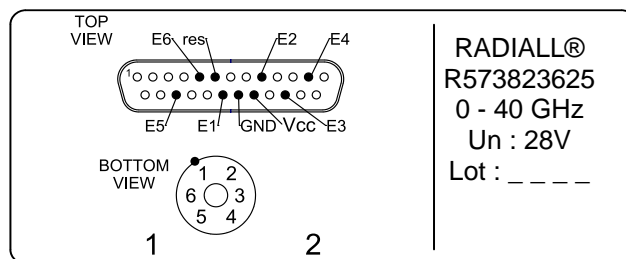 TOP
VIEW
E6 res E2 E4
1
E5 E1 GND Vcc E3
BOTTOM
VIEW
1 2
6 3
5 4
1 2
RADIALL®
R573823625
0 - 40 GHz
Un : 28V
Lot : _ _ _ _